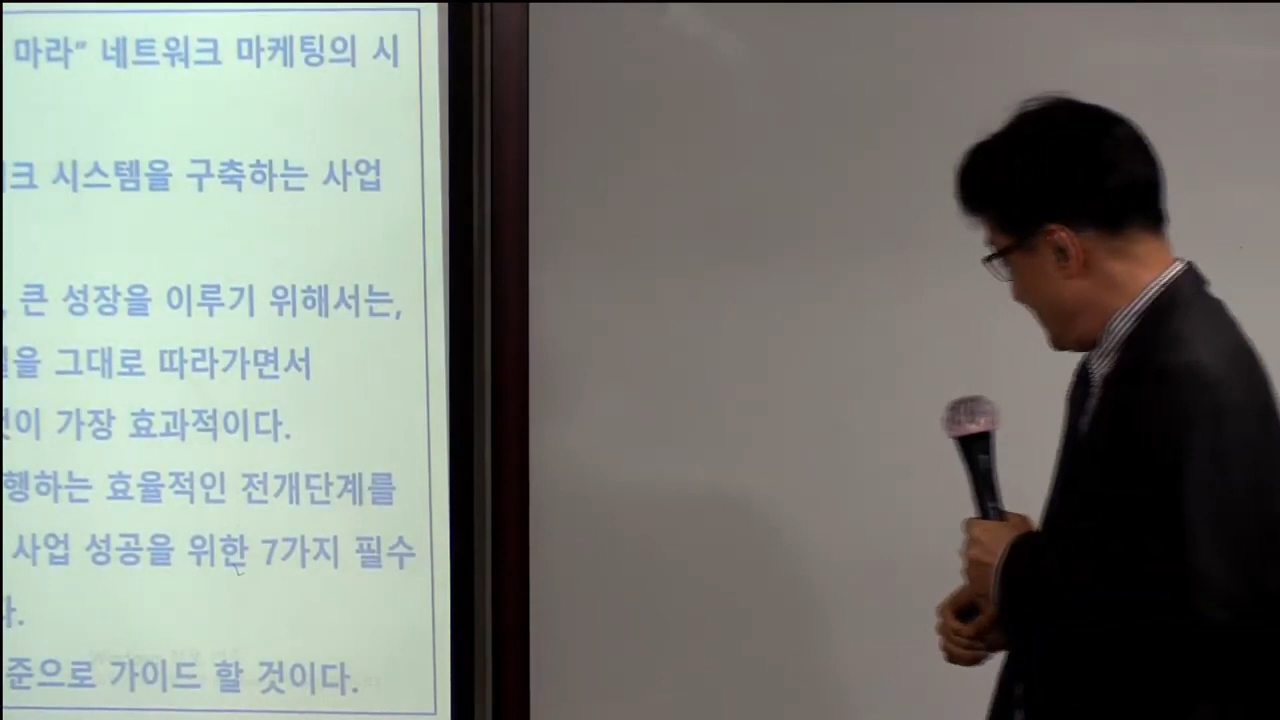 마라” 네트워크 마케팅의 시
크 시스템을 구축하는 사업
, 큰 성장을 이루기 위해서는,
을 그대로 따라가면서
이 가장 효과적이다.
행하는 효율적인 전개단계를
사업 성공을 위한 7가지 필수
다.
준으로 가이드 할 것이다.